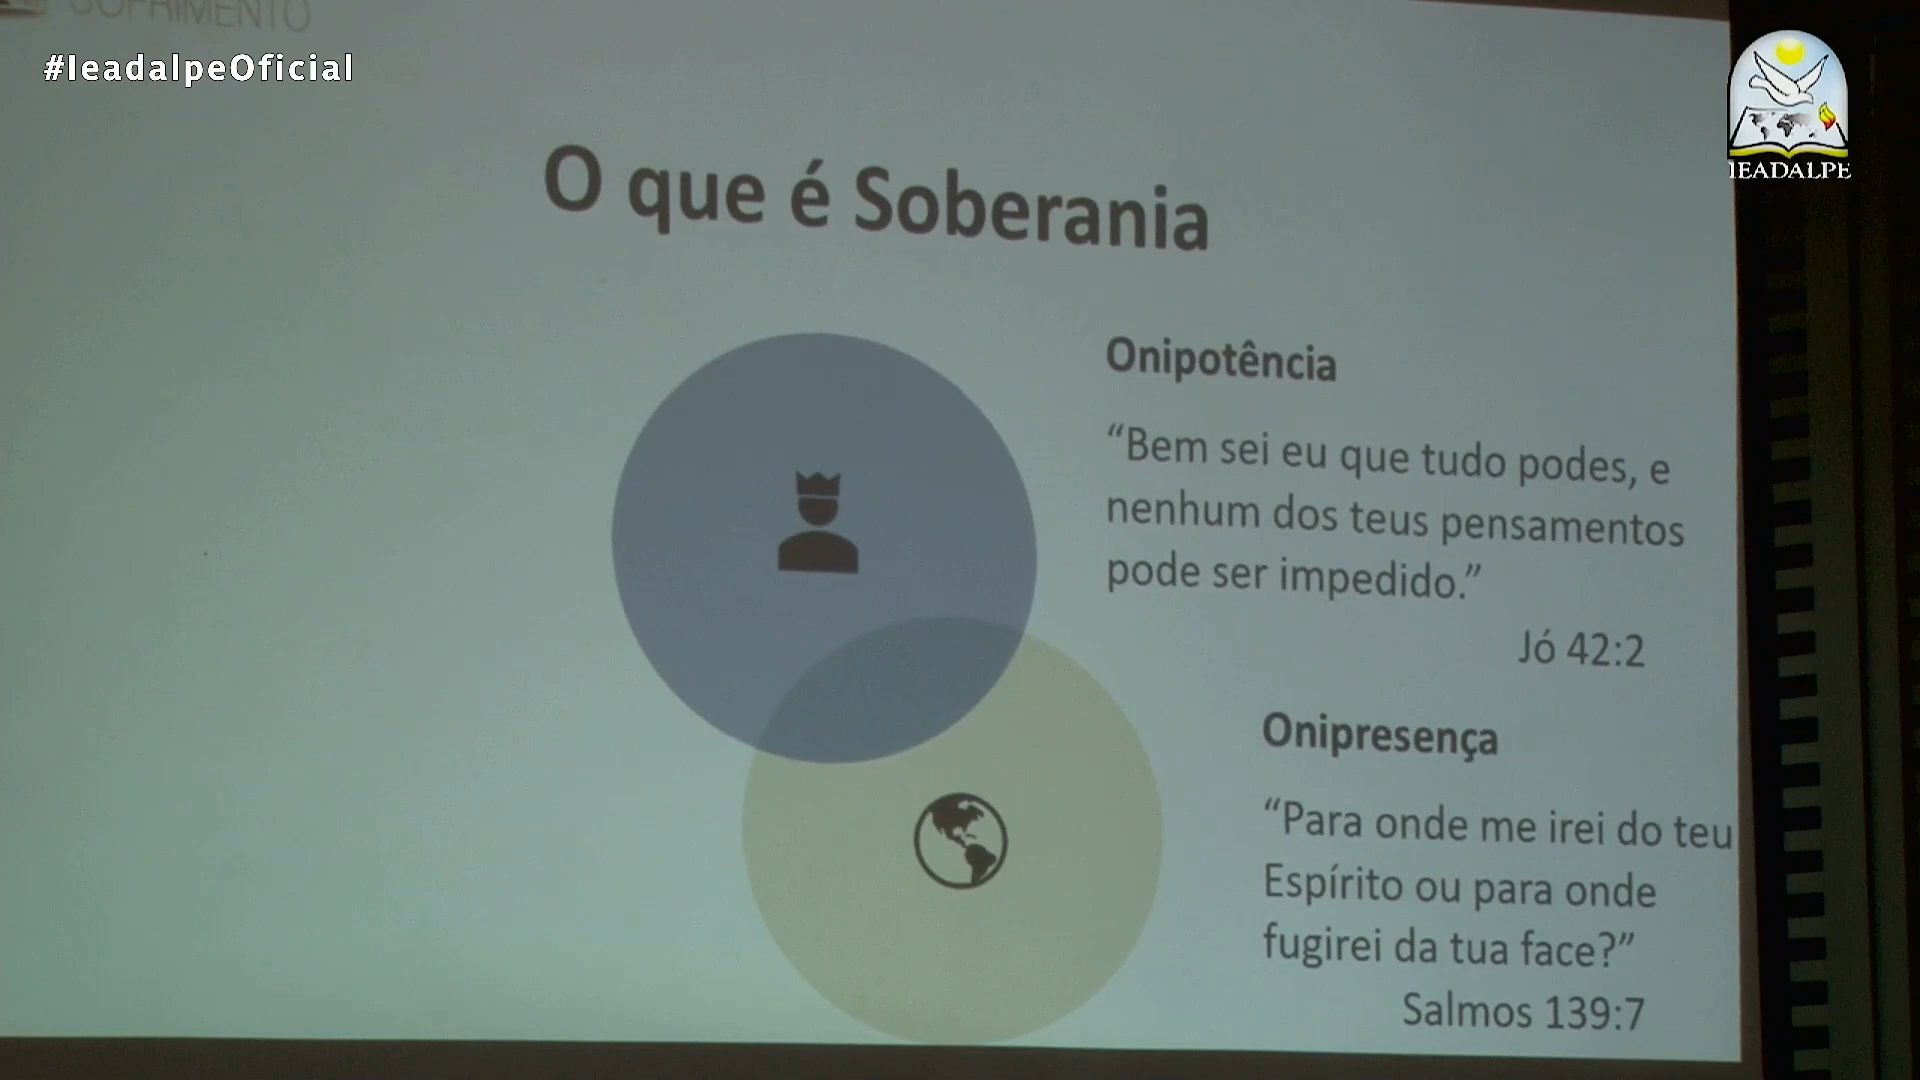 SOFRIMENTO
#IeadalpeOficial
IEADALPE
O que é Soberania
Onipotência
“Bem sei eu que tudo podes, e
nenhum dos teus pensamentos
pode ser impedido.”
Jó 42:2
Onipresença
“Para onde me irei do teu
Espírito ou para onde
fugirei da tua face?”
Salmos 139:7